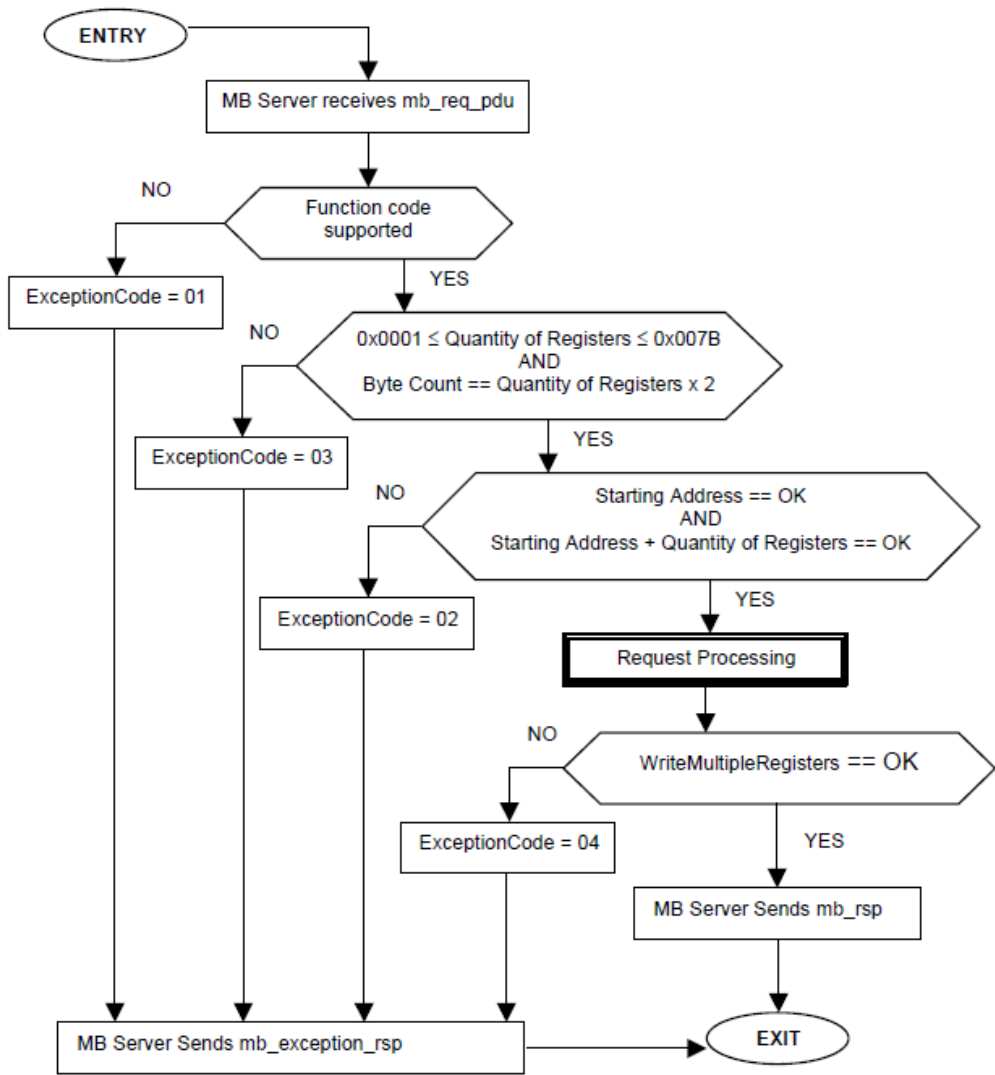 ENTRY
MB Server receives mb_req_pdu
NO
Function code
supported
YES
ExceptionCode = 01
NO
0x0001 ≤ Quantity of Registers ≤ 0x007B
AND
Byte Count == Quantity of Registers x 2
YES
ExceptionCode = 03
NO
Starting Address == OK
AND
Starting Address + Quantity of Registers == OK
YES
ExceptionCode = 02
Request Processing
NO
WriteMultipleRegisters == OK
ExceptionCode = 04
YES
MB Server Sends mb_rsp
MB Server Sends mb_exception_rsp
EXIT